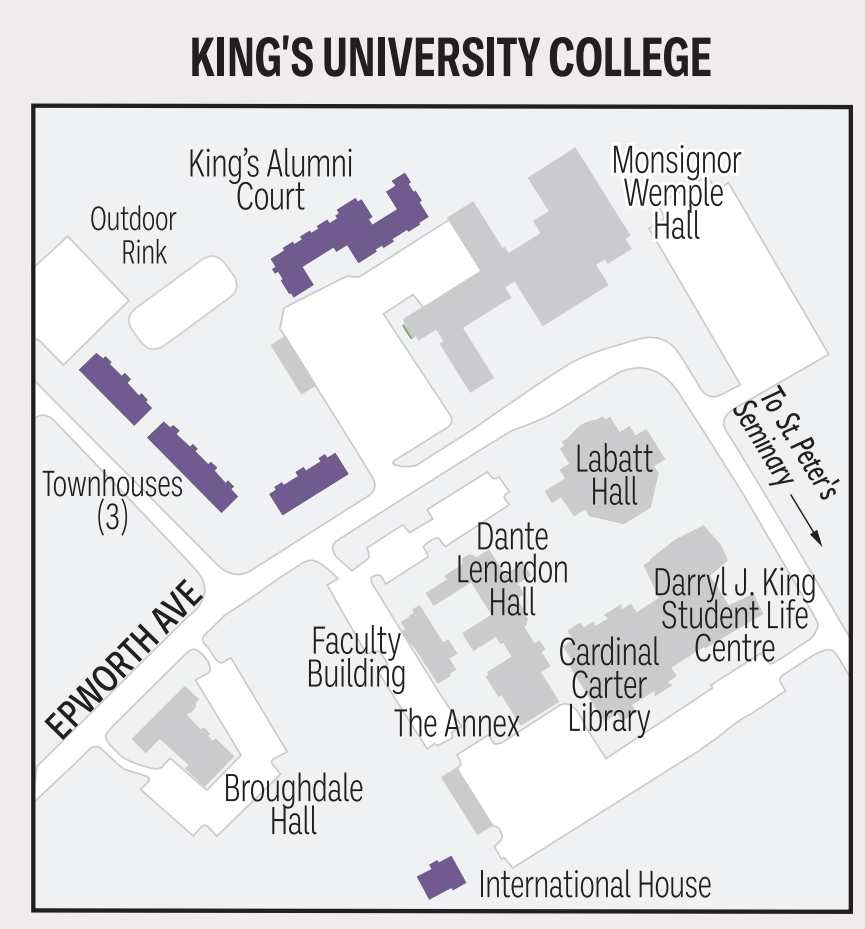 KING'S UNIVERSITY COLLEGE
King's Alumni
Court
Monsignor
Wemple
Hall
Outdoor
Rink
To St. Peter's
Seminary
Townhouses
(3)
Labatt
Hall
Dante
Lenardon
Hall
Darryl J. King
Student Life
Centre
EPWORTH AVE
Faculty
Building
Cardinal
Carter
Library
The Annex
Broughdale
Hall
International House